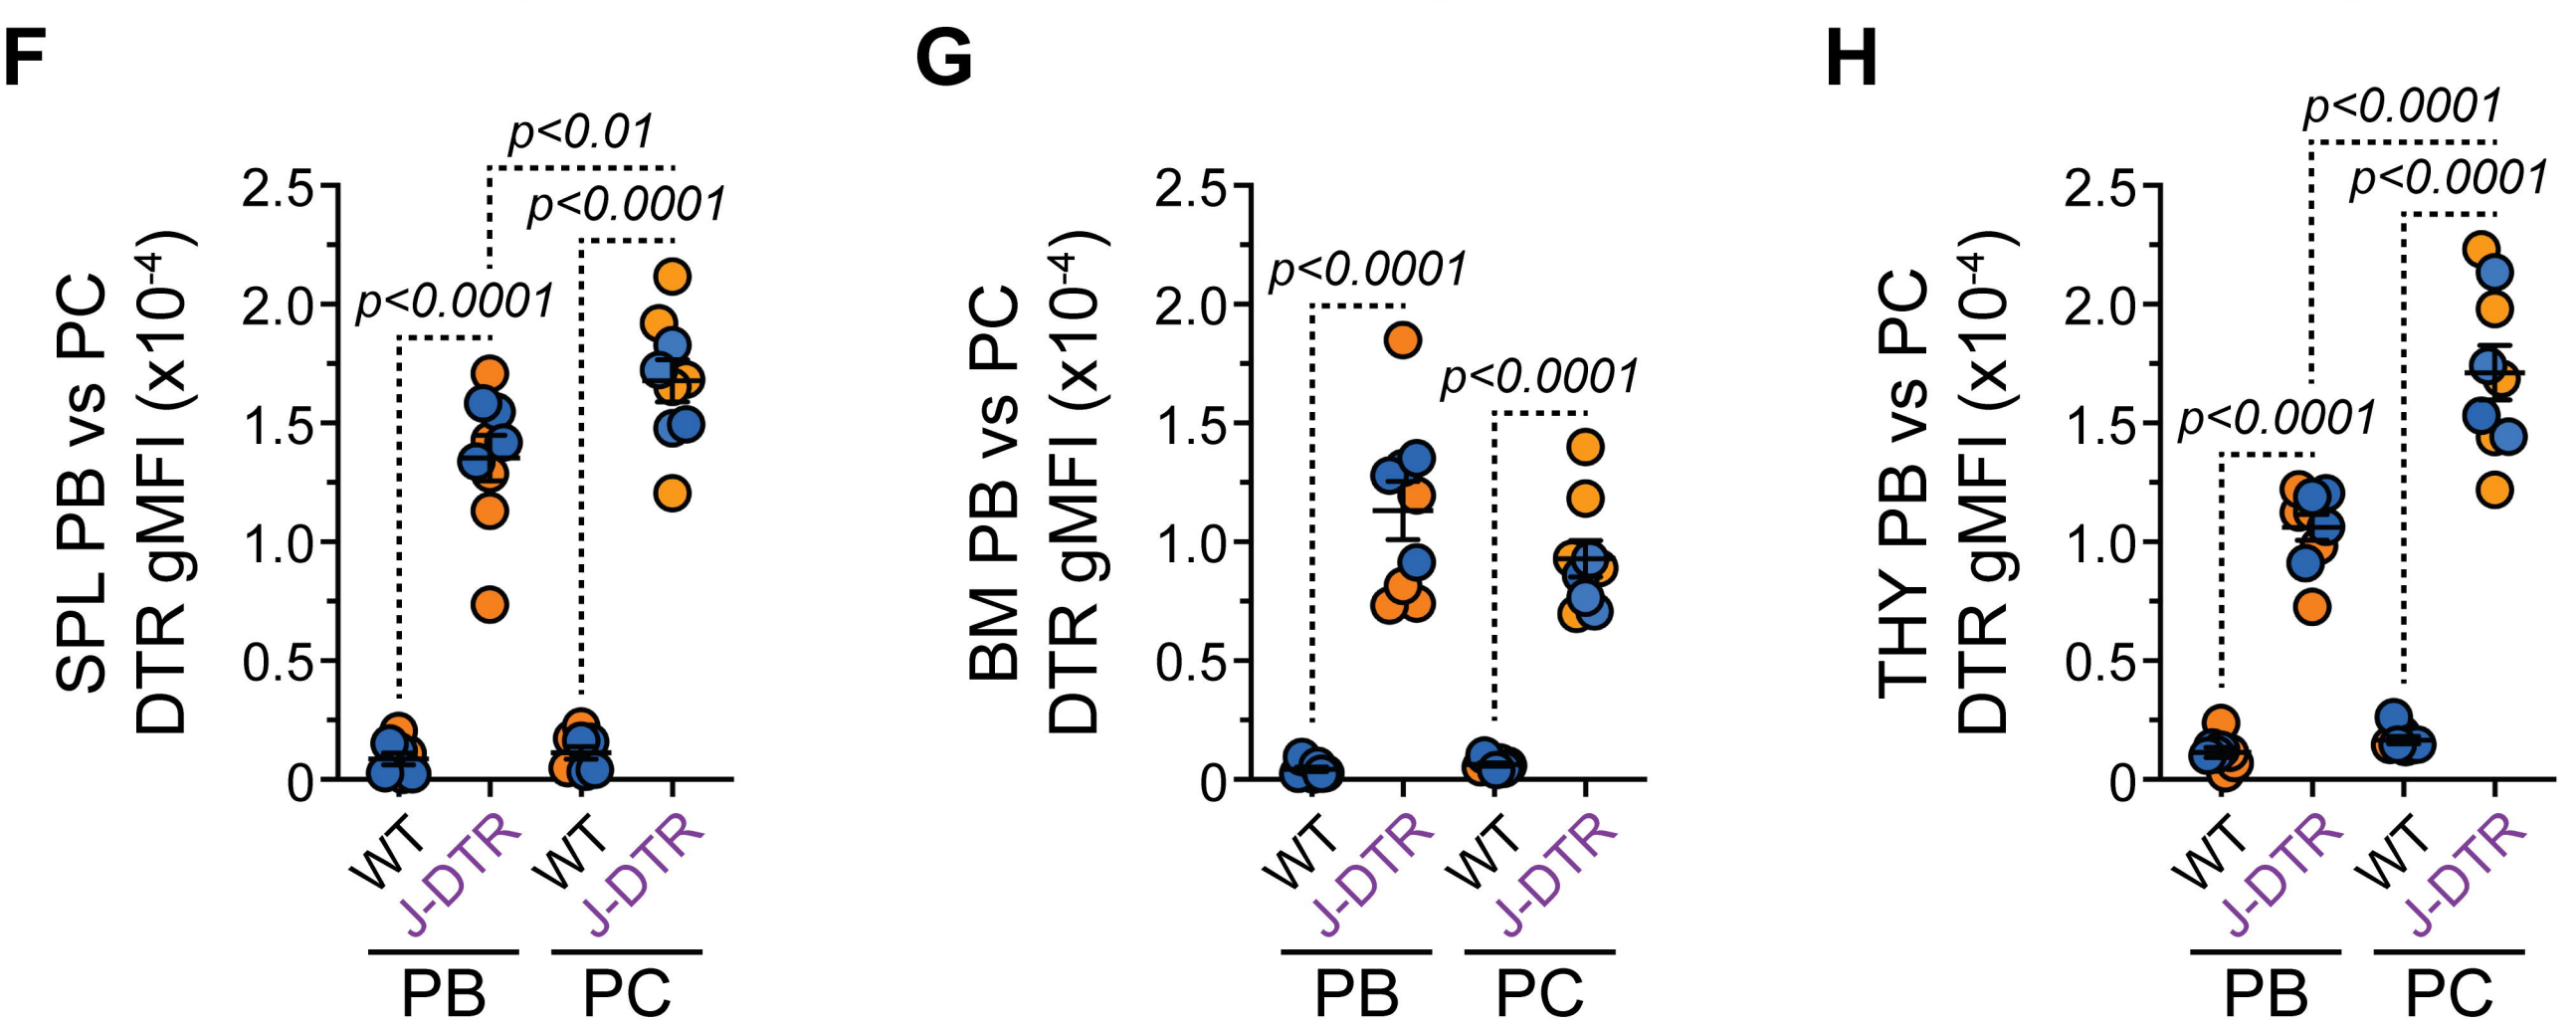 F
SPL PB vs PC
DTR gMFI (x10⁻⁴)
2.5
2.0
1.5
1.0
0.5
0
p<0.01
p<0.0001
p<0.0001
WT
J-DTR
WT
J-DTR
PB
PC
G
BM PB vs PC
DTR gMFI (x10⁻⁴)
2.5
2.0
1.5
1.0
0.5
0
p<0.0001
p<0.0001
WT
J-DTR
WT
J-DTR
PB
PC
H
THY PB vs PC
DTR gMFI (x10⁻⁴)
2.5
2.0
1.5
1.0
0.5
0
p<0.0001
p<0.0001
p<0.0001
WT
J-DTR
WT
J-DTR
PB
PC